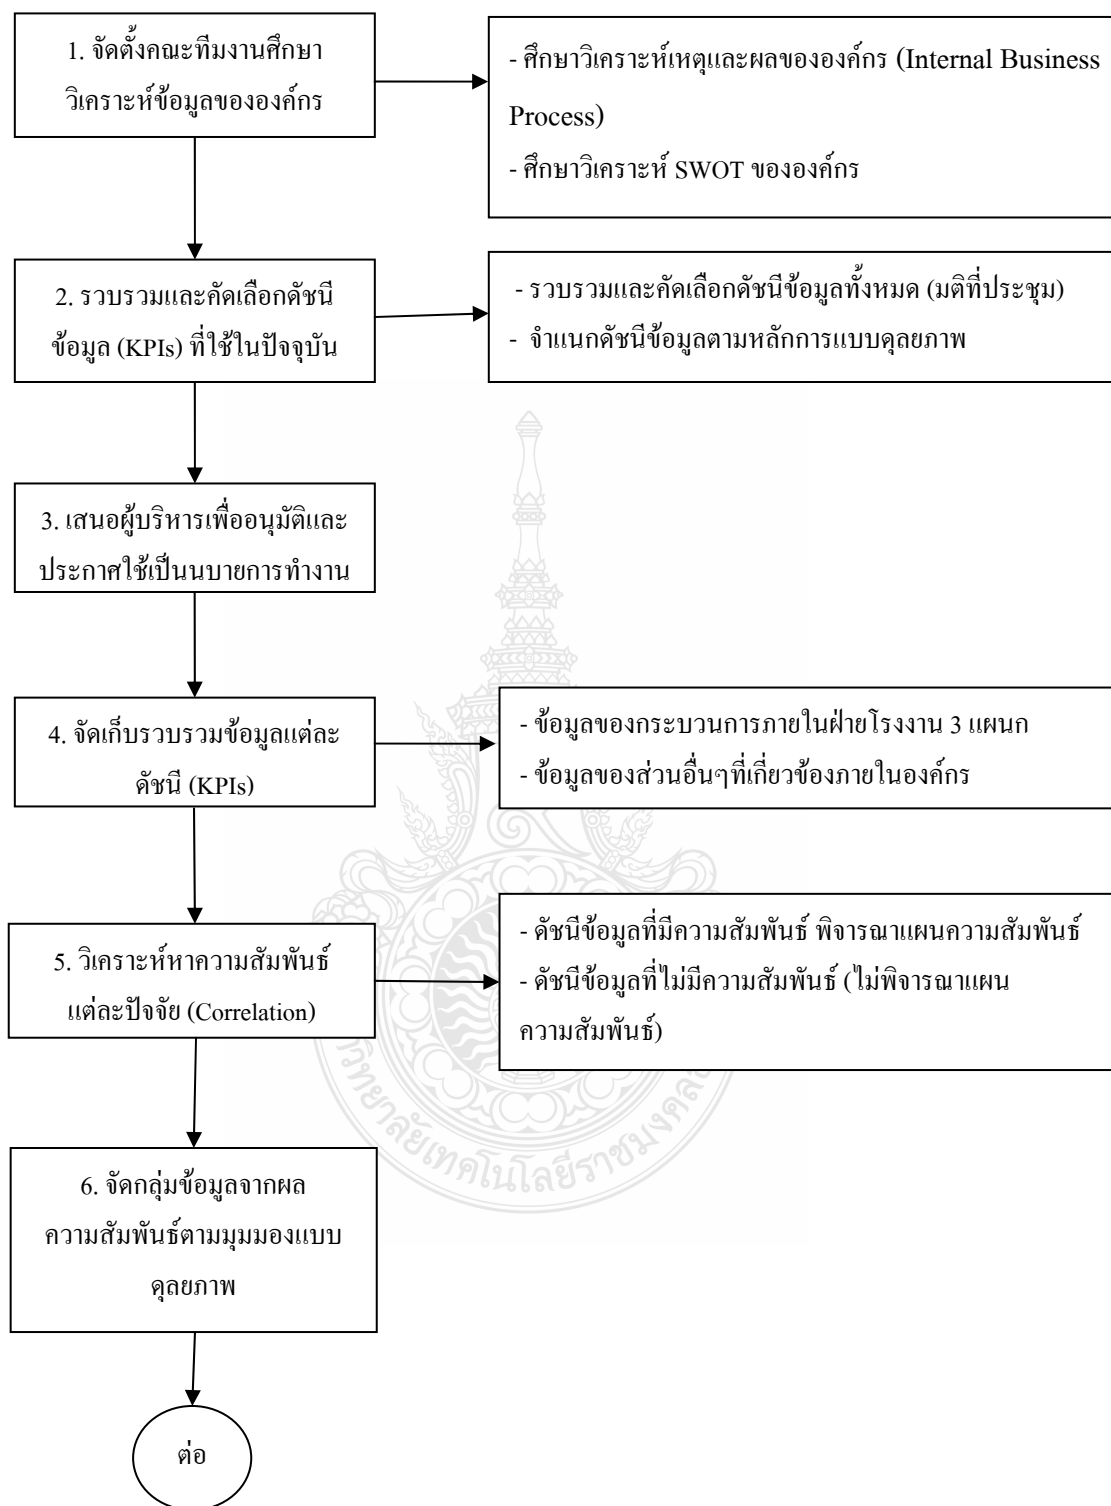 1. จัดตั้งคณะทีมงานศึกษา
วิเคราะห์ข้อมูลขององค์กร
- ศึกษาวิเคราะห์เหตุและผลขององค์กร (Internal Business
Process)
- ศึกษาวิเคราะห์ SWOT ขององค์กร
2. รวบรวมและคัดเลือกดัชนี
ข้อมูล (KPIs) ที่ใช้ในปัจจุบัน
- รวบรวมและคัดเลือกดัชนีข้อมูลทั้งหมด (มติที่ประชุม)
- จำแนกดัชนีข้อมูลตามหลักการแบบดุลยภาพ
3. เสนอผู้บริหารเพื่ออนุมัติและ
ประกาศใช้เป็นนบายการทำงาน
4. จัดเก็บรวบรวมข้อมูลแต่ละ
ดัชนี (KPIs)
- ข้อมูลของกระบวนการภายในฝ่ายโรงงาน 3 แผนก
- ข้อมูลของส่วนอื่นๆที่เกี่ยวข้องภายในองค์กร
5. วิเคราะห์หาความสัมพันธ์
แต่ละปัจจัย (Correlation)
- ดัชนีข้อมูลที่มีความสัมพันธ์ พิจารณาแผนความสัมพันธ์
- ดัชนีข้อมูลที่ไม่มีความสัมพันธ์ (ไม่พิจารณาแผน
ความสัมพันธ์)
6. จัดกลุ่มข้อมูลจากผล
ความสัมพันธ์ตามมุมมองแบบ
ดุลยภาพ
ต่อ
วิทยาลัยเทคโนโลยีราชมงคล